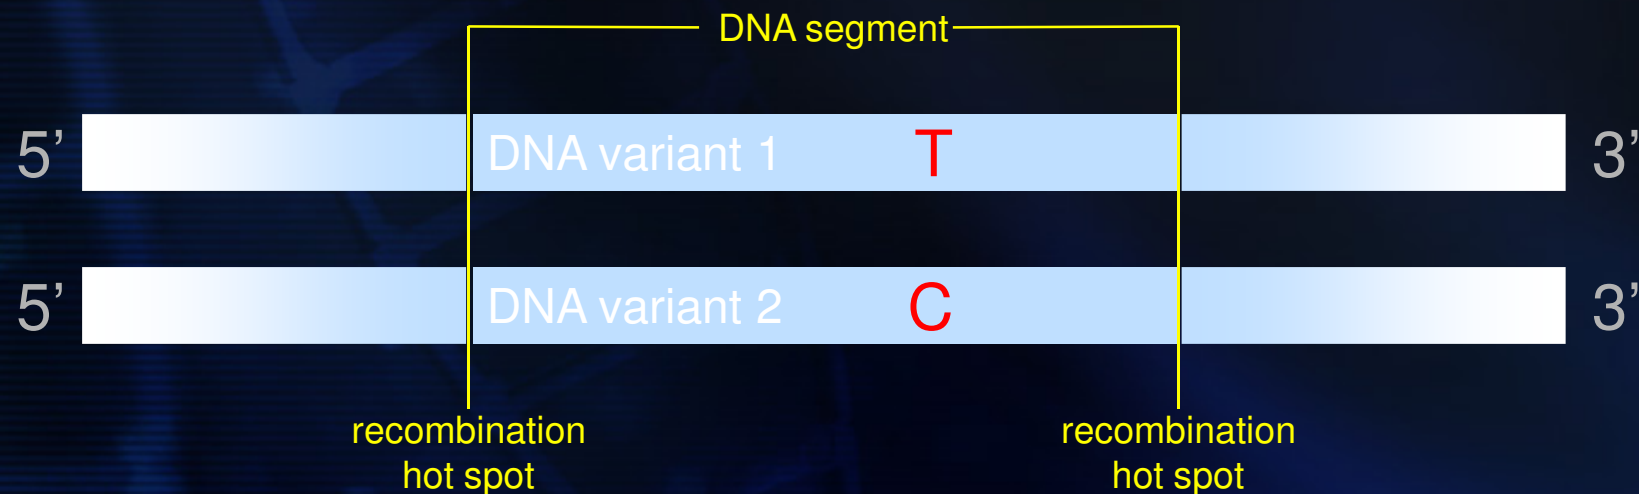 DNA segment
5’ DNA variant 1 T 3’
5’ DNA variant 2 C 3’
recombination hot spot
recombination hot spot